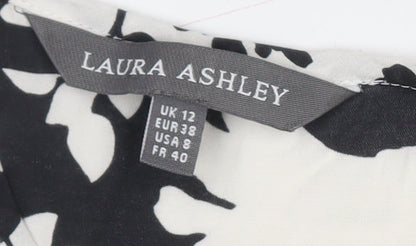 LAURA ASHLEY
UK 12
EUR 38
USA 8
FR 40